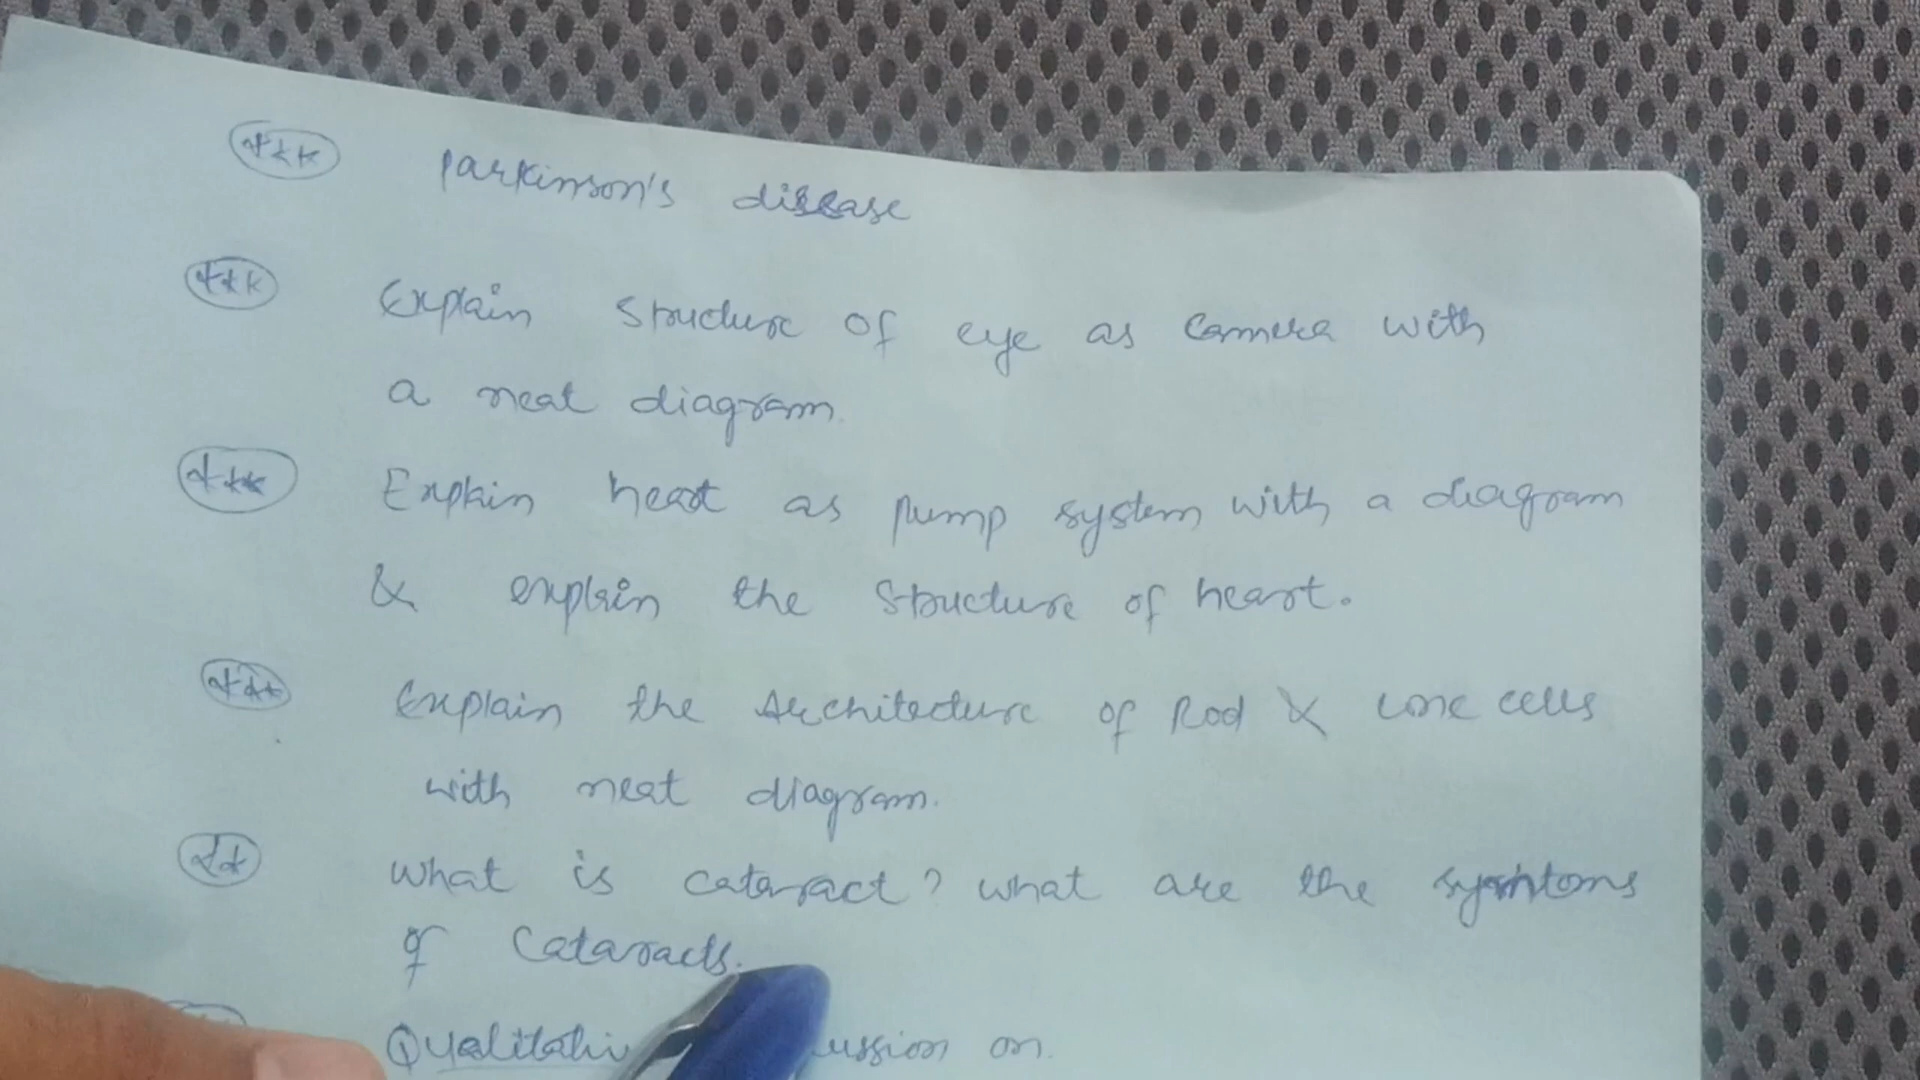 *** Parkinson's disease
*** Explain structure of eye as camera with
a neat diagram.
*** Explain heart as pump system with a diagram
& explain the structure of heart.
*** Explain the Architecture of Rod & cone cells
with neat diagram.
** What is cataract? what are the
of Cataracts.
on.